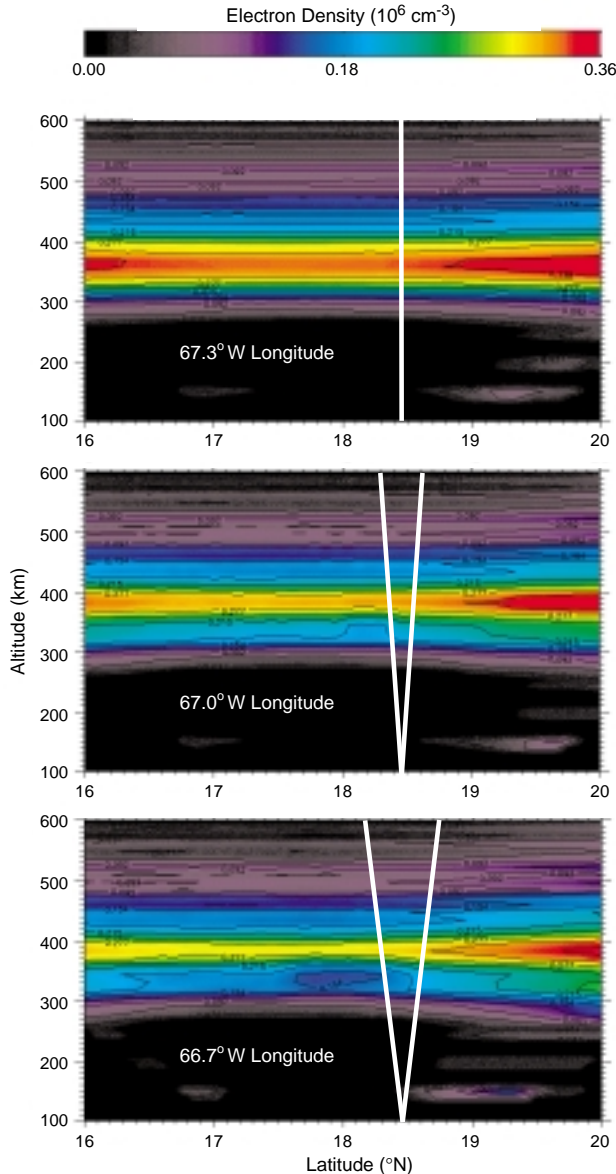 Electron Density (10⁶ cm⁻³)
0.00 0.18 0.36
600
500
400
300
200
100
67.3° W Longitude
16 17 18 19 20
600
500
400
300
200
100
Altitude (km)
67.0° W Longitude
16 17 18 19 20
600
500
400
300
200
100
66.7° W Longitude
16 17 18 19 20
Latitude (°N)